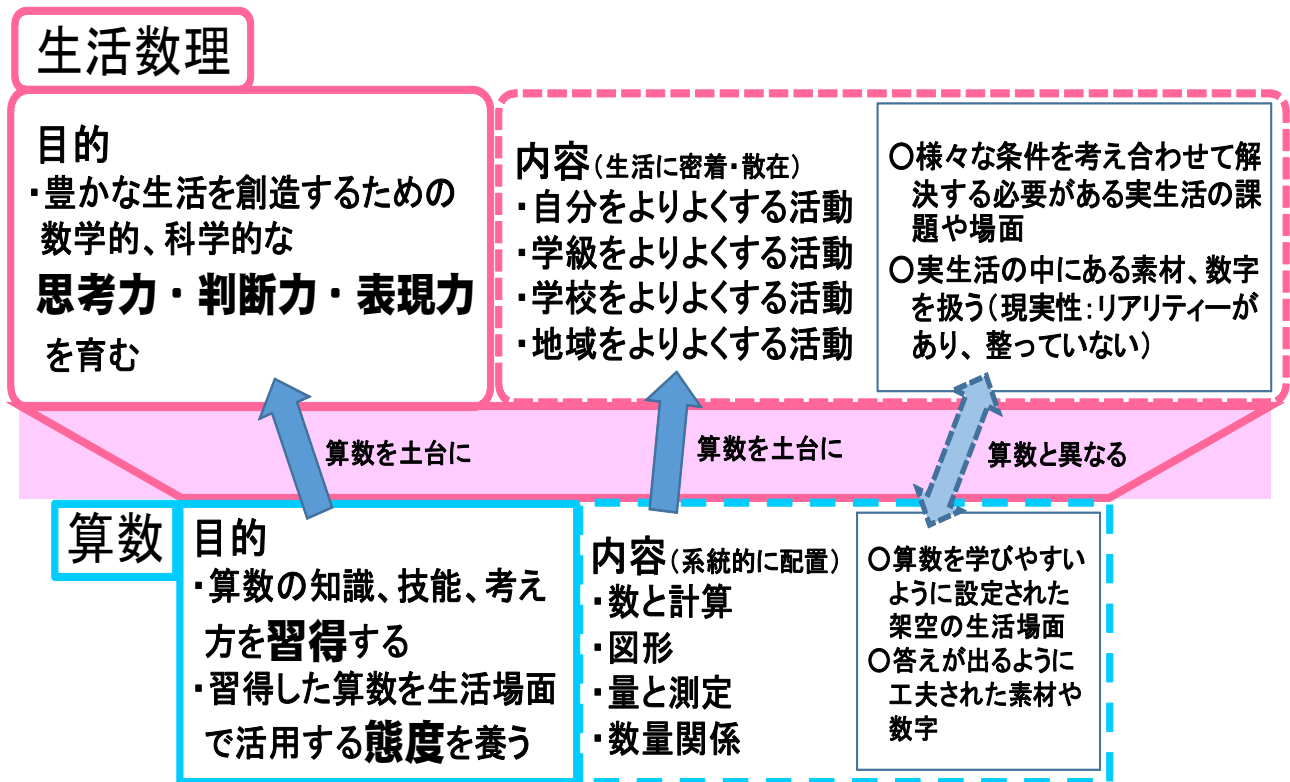 生活数理
目的
・豊かな生活を創造するための
数学的、科学的な
思考力・判断力・表現力
を育む
内容（生活に密着・散在）
・自分をよりよくする活動
・学級をよりよくする活動
・学校をよりよくする活動
・地域をよりよくする活動
○様々な条件を考え合わせて解
決する必要がある実生活の課
題や場面
○実生活の中にある素材、数字
を扱う（現実性：リアリティーが
あり、整っていない）
算数を土台に
算数を土台に
算数と異なる
算数
目的
・算数の知識、技能、考え
方を習得する
・習得した算数を生活場面
で活用する態度を養う
内容（系統的に配置）
・数と計算
・図形
・量と測定
・数量関係
○算数を学びやすい
ように設定された
架空の生活場面
○答えが出るように
工夫された素材や
数字